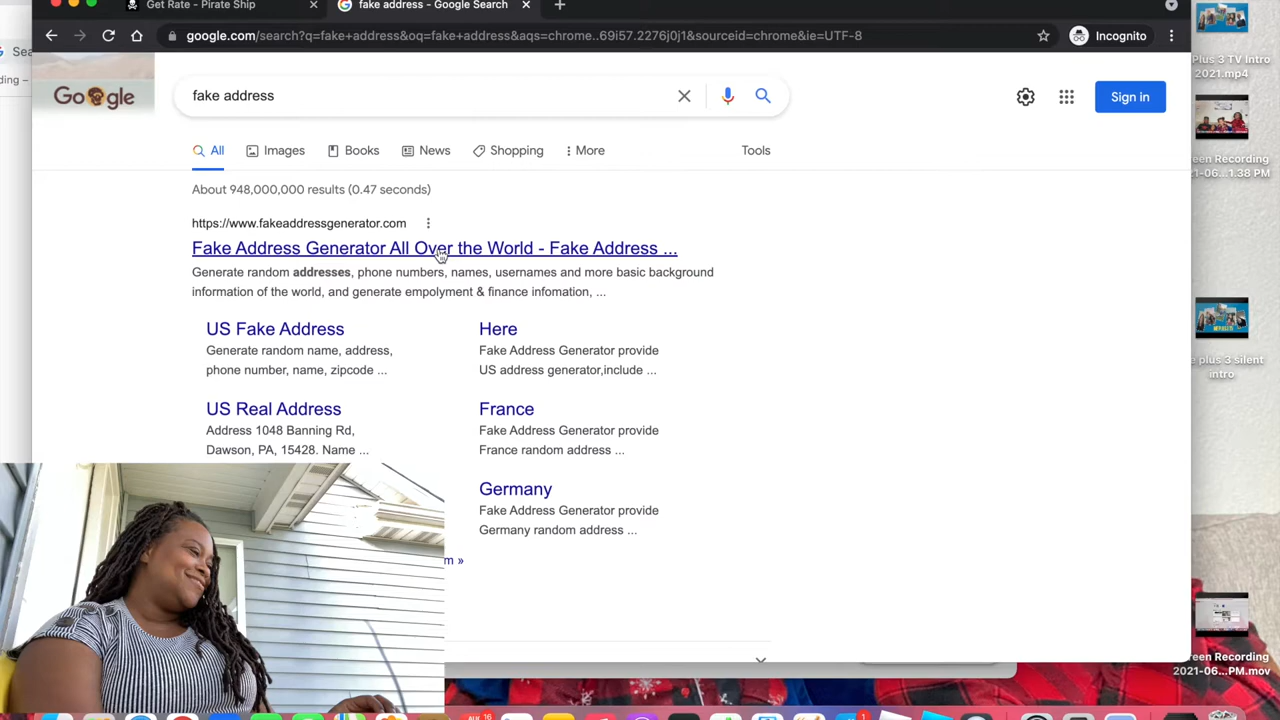 Get Rate - Pirate Ship
fake address - Google Search
google.com/search?q=fake+address&oq=fake+address&aqs=chrome..69i57.2276j0j1&sourceid=chrome&ie=UTF-8
Incognito
Google
fake address
Sign in
All
Images
Books
News
Shopping
More
Tools
About 948,000,000 results (0.47 seconds)
https://www.fakeaddressgenerator.com
Fake Address Generator All Over the World - Fake Address ...
Generate random addresses, phone numbers, names, usernames and more basic background
information of the world, and generate empolyment & finance infomation, ...
US Fake Address
Generate random name, address,
phone number, name, zipcode ...
Here
Fake Address Generator provide
US address generator,include ...
US Real Address
Address 1048 Banning Rd,
Dawson, PA, 15428. Name ...
France
Fake Address Generator provide
France random address ...
Germany
Fake Address Generator provide
Germany random address ...
m »
Plus 3 TV Intro
2021.mp4
een Recording
21-06...1.38 PM
e plus 3 silent
intro
reen Recording
2021-06...PM.mov